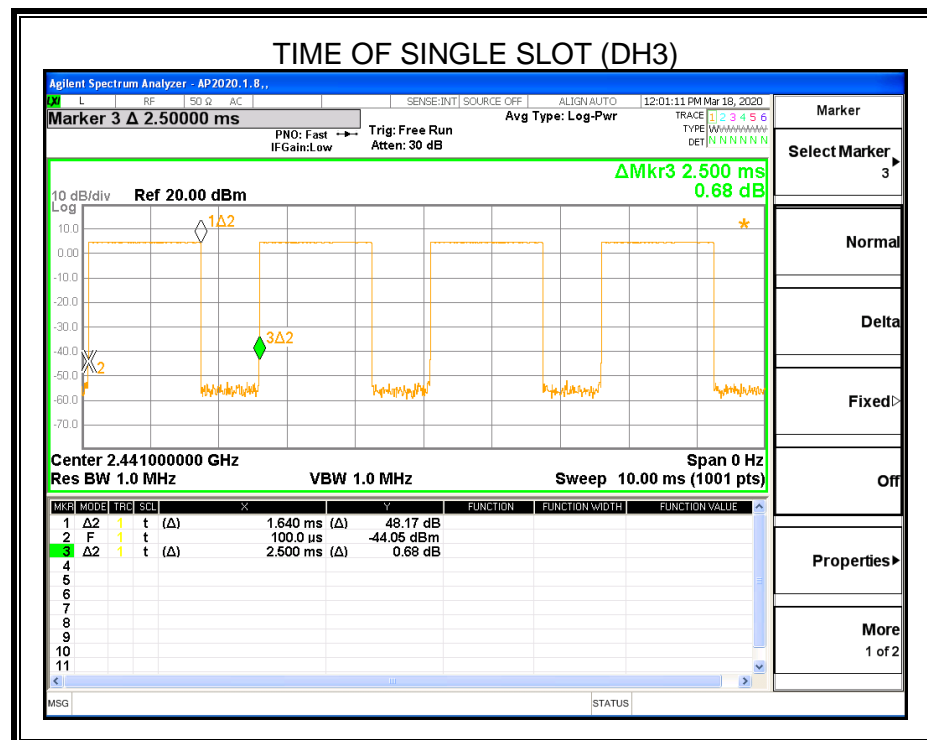 TIME OF SINGLE SLOT (DH3)
Agilent Spectrum Analyzer - AP2020.1.8,,
LXI L RF 50 Ω AC SENSE:INT SOURCE OFF ALIGN AUTO 12:01:11 PM Mar 18, 2020
Marker 3 Δ 2.50000 ms
PNO: Fast
IFGain:Low
Trig: Free Run
Atten: 30 dB
Avg Type: Log-Pwr
TRACE 1 2 3 4 5 6
TYPE W
DET N N N N N N
ΔMkr3 2.500 ms
0.68 dB
10 dB/div Ref 20.00 dBm
Log
10.0
0.00
-10.0
-20.0
-30.0
-40.0
-50.0
-60.0
-70.0
1Δ2
*
3Δ2
2
Center 2.441000000 GHz Span 0 Hz
Res BW 1.0 MHz VBW 1.0 MHz Sweep 10.00 ms (1001 pts)
MKR MODE TRC SCL X Y FUNCTION FUNCTION WIDTH FUNCTION VALUE
1 Δ2 1 t (Δ) 1.640 ms (Δ) 48.17 dB
2 F 1 t 100.0 µs -44.05 dBm
3 Δ2 1 t (Δ) 2.500 ms (Δ) 0.68 dB
4
5
6
7
8
9
10
11
MSG STATUS
Marker
Select Marker
3
Normal
Delta
Fixed
Off
Properties
More
1 of 2